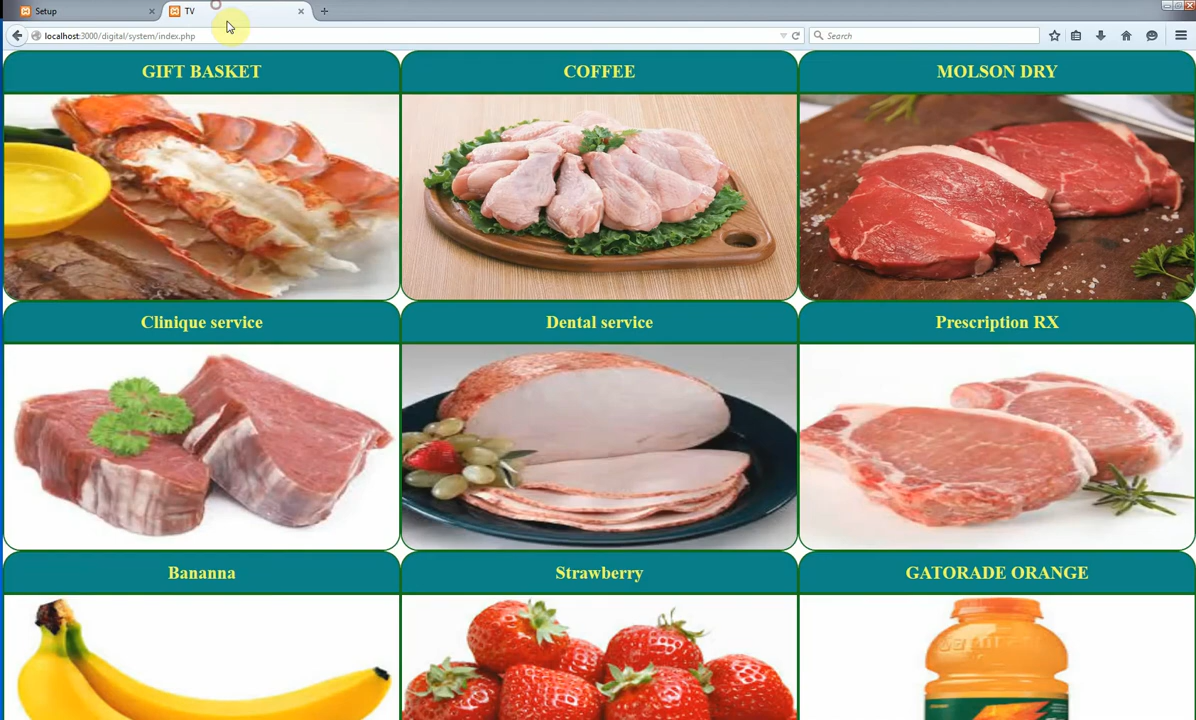 Setup
TV
localhost:3000/digital/system/index.php
Search
GIFT BASKET
COFFEE
MOLSON DRY
Clinique service
Dental service
Prescription RX
Bananna
Strawberry
GATORADE ORANGE